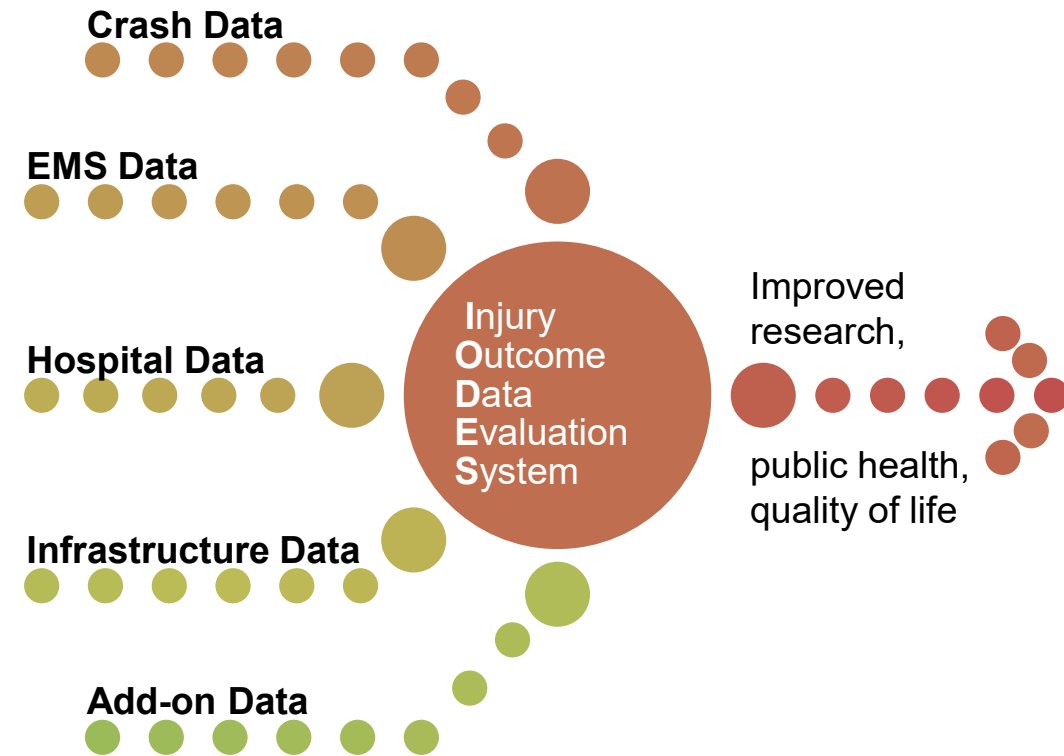 Crash Data
EMS Data
Hospital Data
Infrastructure Data
Add-on Data
Injury
Outcome
Data
Evaluation
System
Improved
research,
public health,
quality of life